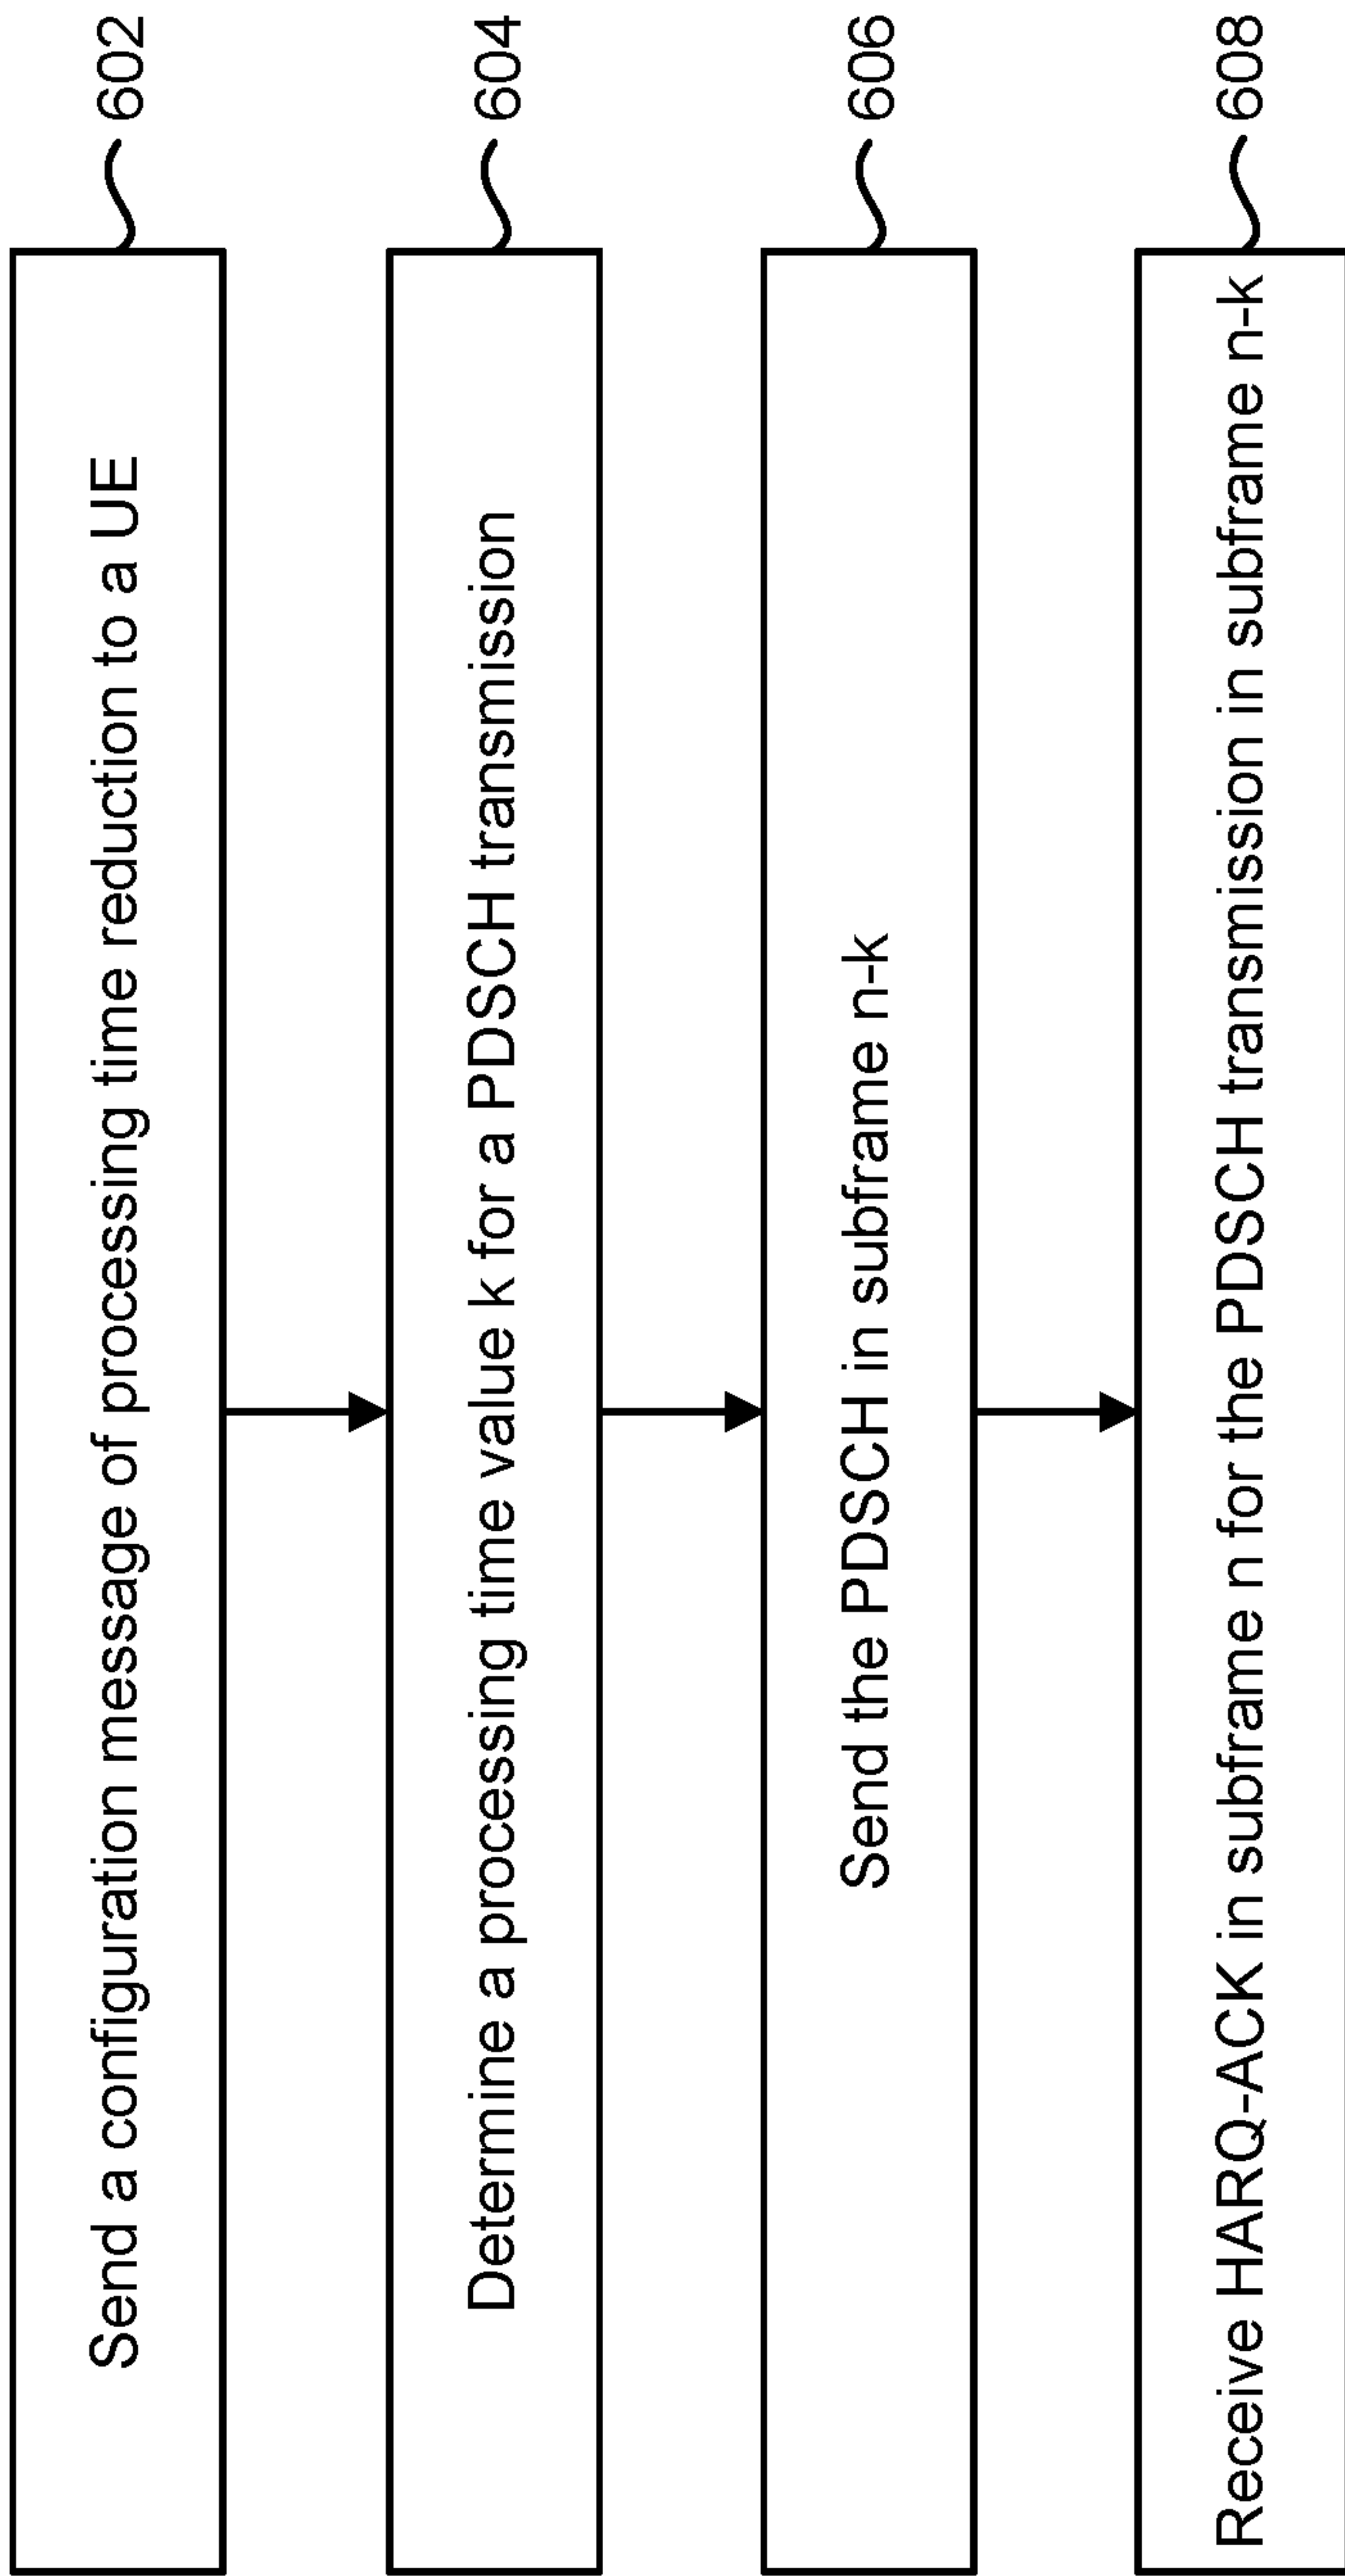 Send a configuration message of processing time reduction to a UE
602
Determine a processing time value k for a PDSCH transmission
604
Send the PDSCH in subframe n-k
606
Receive HARQ-ACK in subframe n for the PDSCH transmission in subframe n-k
608